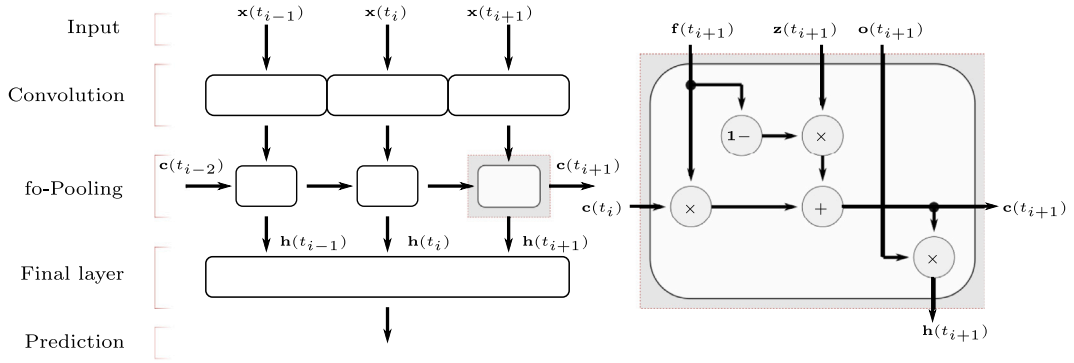 Input
x(t_{i−1}) x(t_i) x(t_{i+1})
Convolution
fo-Pooling
c(t_{i−2}) c(t_{i+1})
h(t_{i−1}) h(t_i) h(t_{i+1})
Final layer
Prediction
f(t_{i+1}) z(t_{i+1}) o(t_{i+1})
1− ×
c(t_i) × + c(t_{i+1})
×
h(t_{i+1})